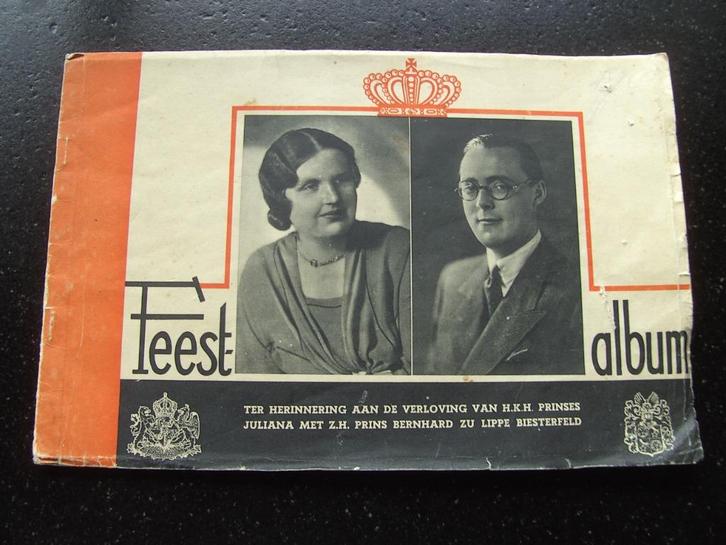 Feest-album
TER HERINNERING AAN DE VERLOVING VAN H.K.H. PRINSES
JULIANA MET Z.H. PRINS BERNHARD ZU LIPPE BIESTERFELD